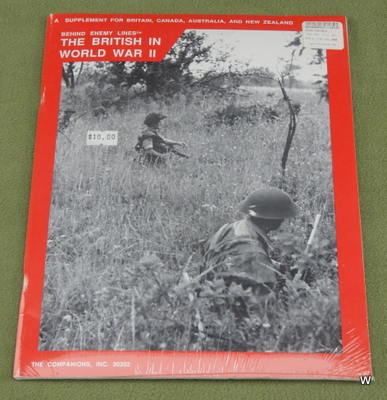 A SUPPLEMENT FOR BRITAIN, CANADA, AUSTRALIA, AND NEW ZEALAND
BEHIND ENEMY LINES™
THE BRITISH IN
WORLD WAR II
$10.00
THE COMPANIONS, INC. 30202
W